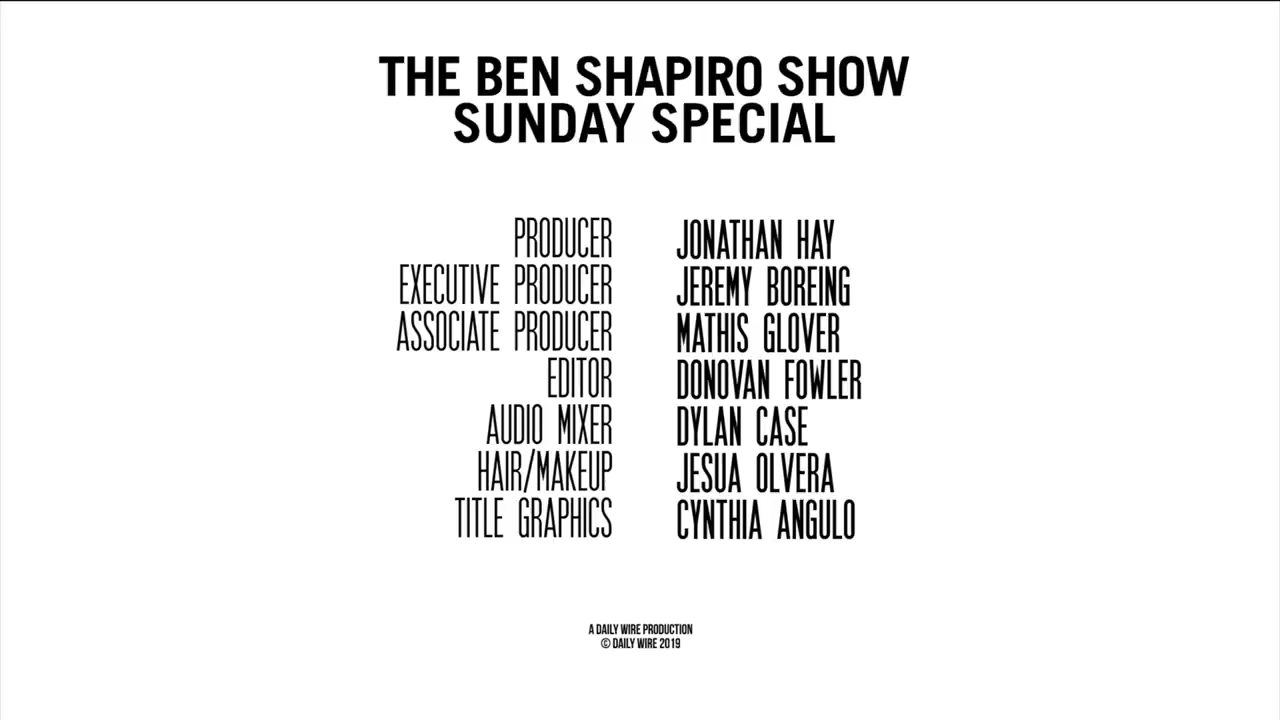 THE BEN SHAPIRO SHOW
SUNDAY SPECIAL
PRODUCER JONATHAN HAY
EXECUTIVE PRODUCER JEREMY BOREING
ASSOCIATE PRODUCER MATHIS GLOVER
EDITOR DONOVAN FOWLER
AUDIO MIXER DYLAN CASE
HAIR/MAKEUP JESUA OLVERA
TITLE GRAPHICS CYNTHIA ANGULO
A DAILY WIRE PRODUCTION
© DAILY WIRE 2019